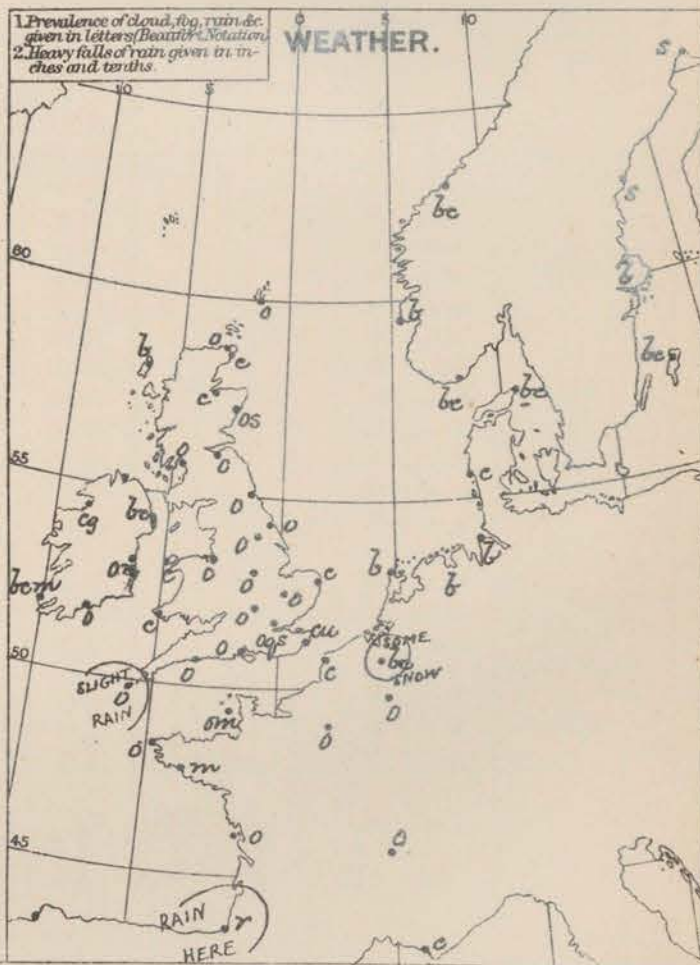 1. Prevalence of cloud, fog, rain &c.
given in letters (Beaufort Notation)
2. Heavy falls of rain given in in-
ches and tenths.
WEATHER.
10 5 0 5 10
s
s
bc
60
b
b
o
b
o
c
bc
bc
bc
c
os
o
o
55
c
o
cg
bc
o
o
o
b
b
b
c
o
o
c
bcm
o
o
o
c
o
oqs
cu
SOME
bc
SNOW
50
o
c
SLIGHT
o
RAIN
om
o
o
o
m
o
o
45
RAIN
r
HERE
c